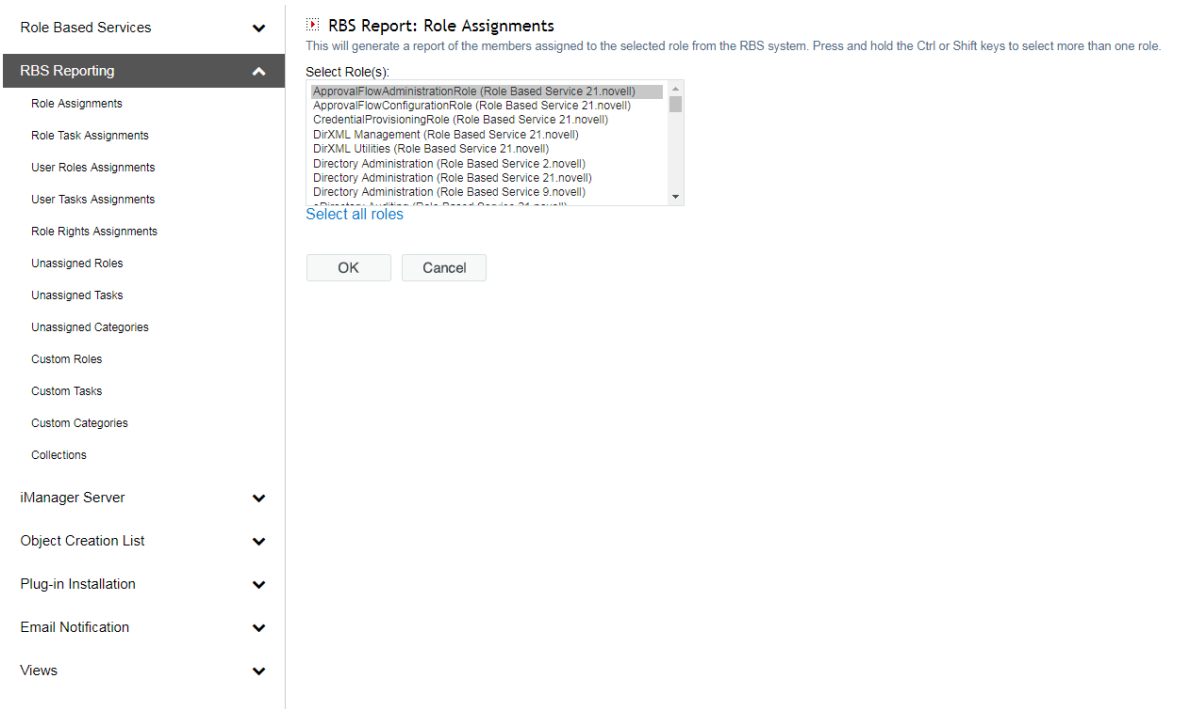 Role Based Services
RBS Reporting
Role Assignments
Role Task Assignments
User Roles Assignments
User Tasks Assignments
Role Rights Assignments
Unassigned Roles
Unassigned Tasks
Unassigned Categories
Custom Roles
Custom Tasks
Custom Categories
Collections
iManager Server
Object Creation List
Plug-in Installation
Email Notification
Views
RBS Report: Role Assignments
This will generate a report of the members assigned to the selected role from the RBS system. Press and hold the Ctrl or Shift keys to select more than one role.
Select Role(s):
ApprovalFlowAdministrationRole (Role Based Service 21.novell)
ApprovalFlowConfigurationRole (Role Based Service 21.novell)
CredentialProvisioningRole (Role Based Service 21.novell)
DirXML Management (Role Based Service 21.novell)
DirXML Utilities (Role Based Service 21.novell)
Directory Administration (Role Based Service 2.novell)
Directory Administration (Role Based Service 21.novell)
Directory Administration (Role Based Service 9.novell)
eDirectory Auditing (Role Based Service 21.novell)
Select all roles
OK
Cancel